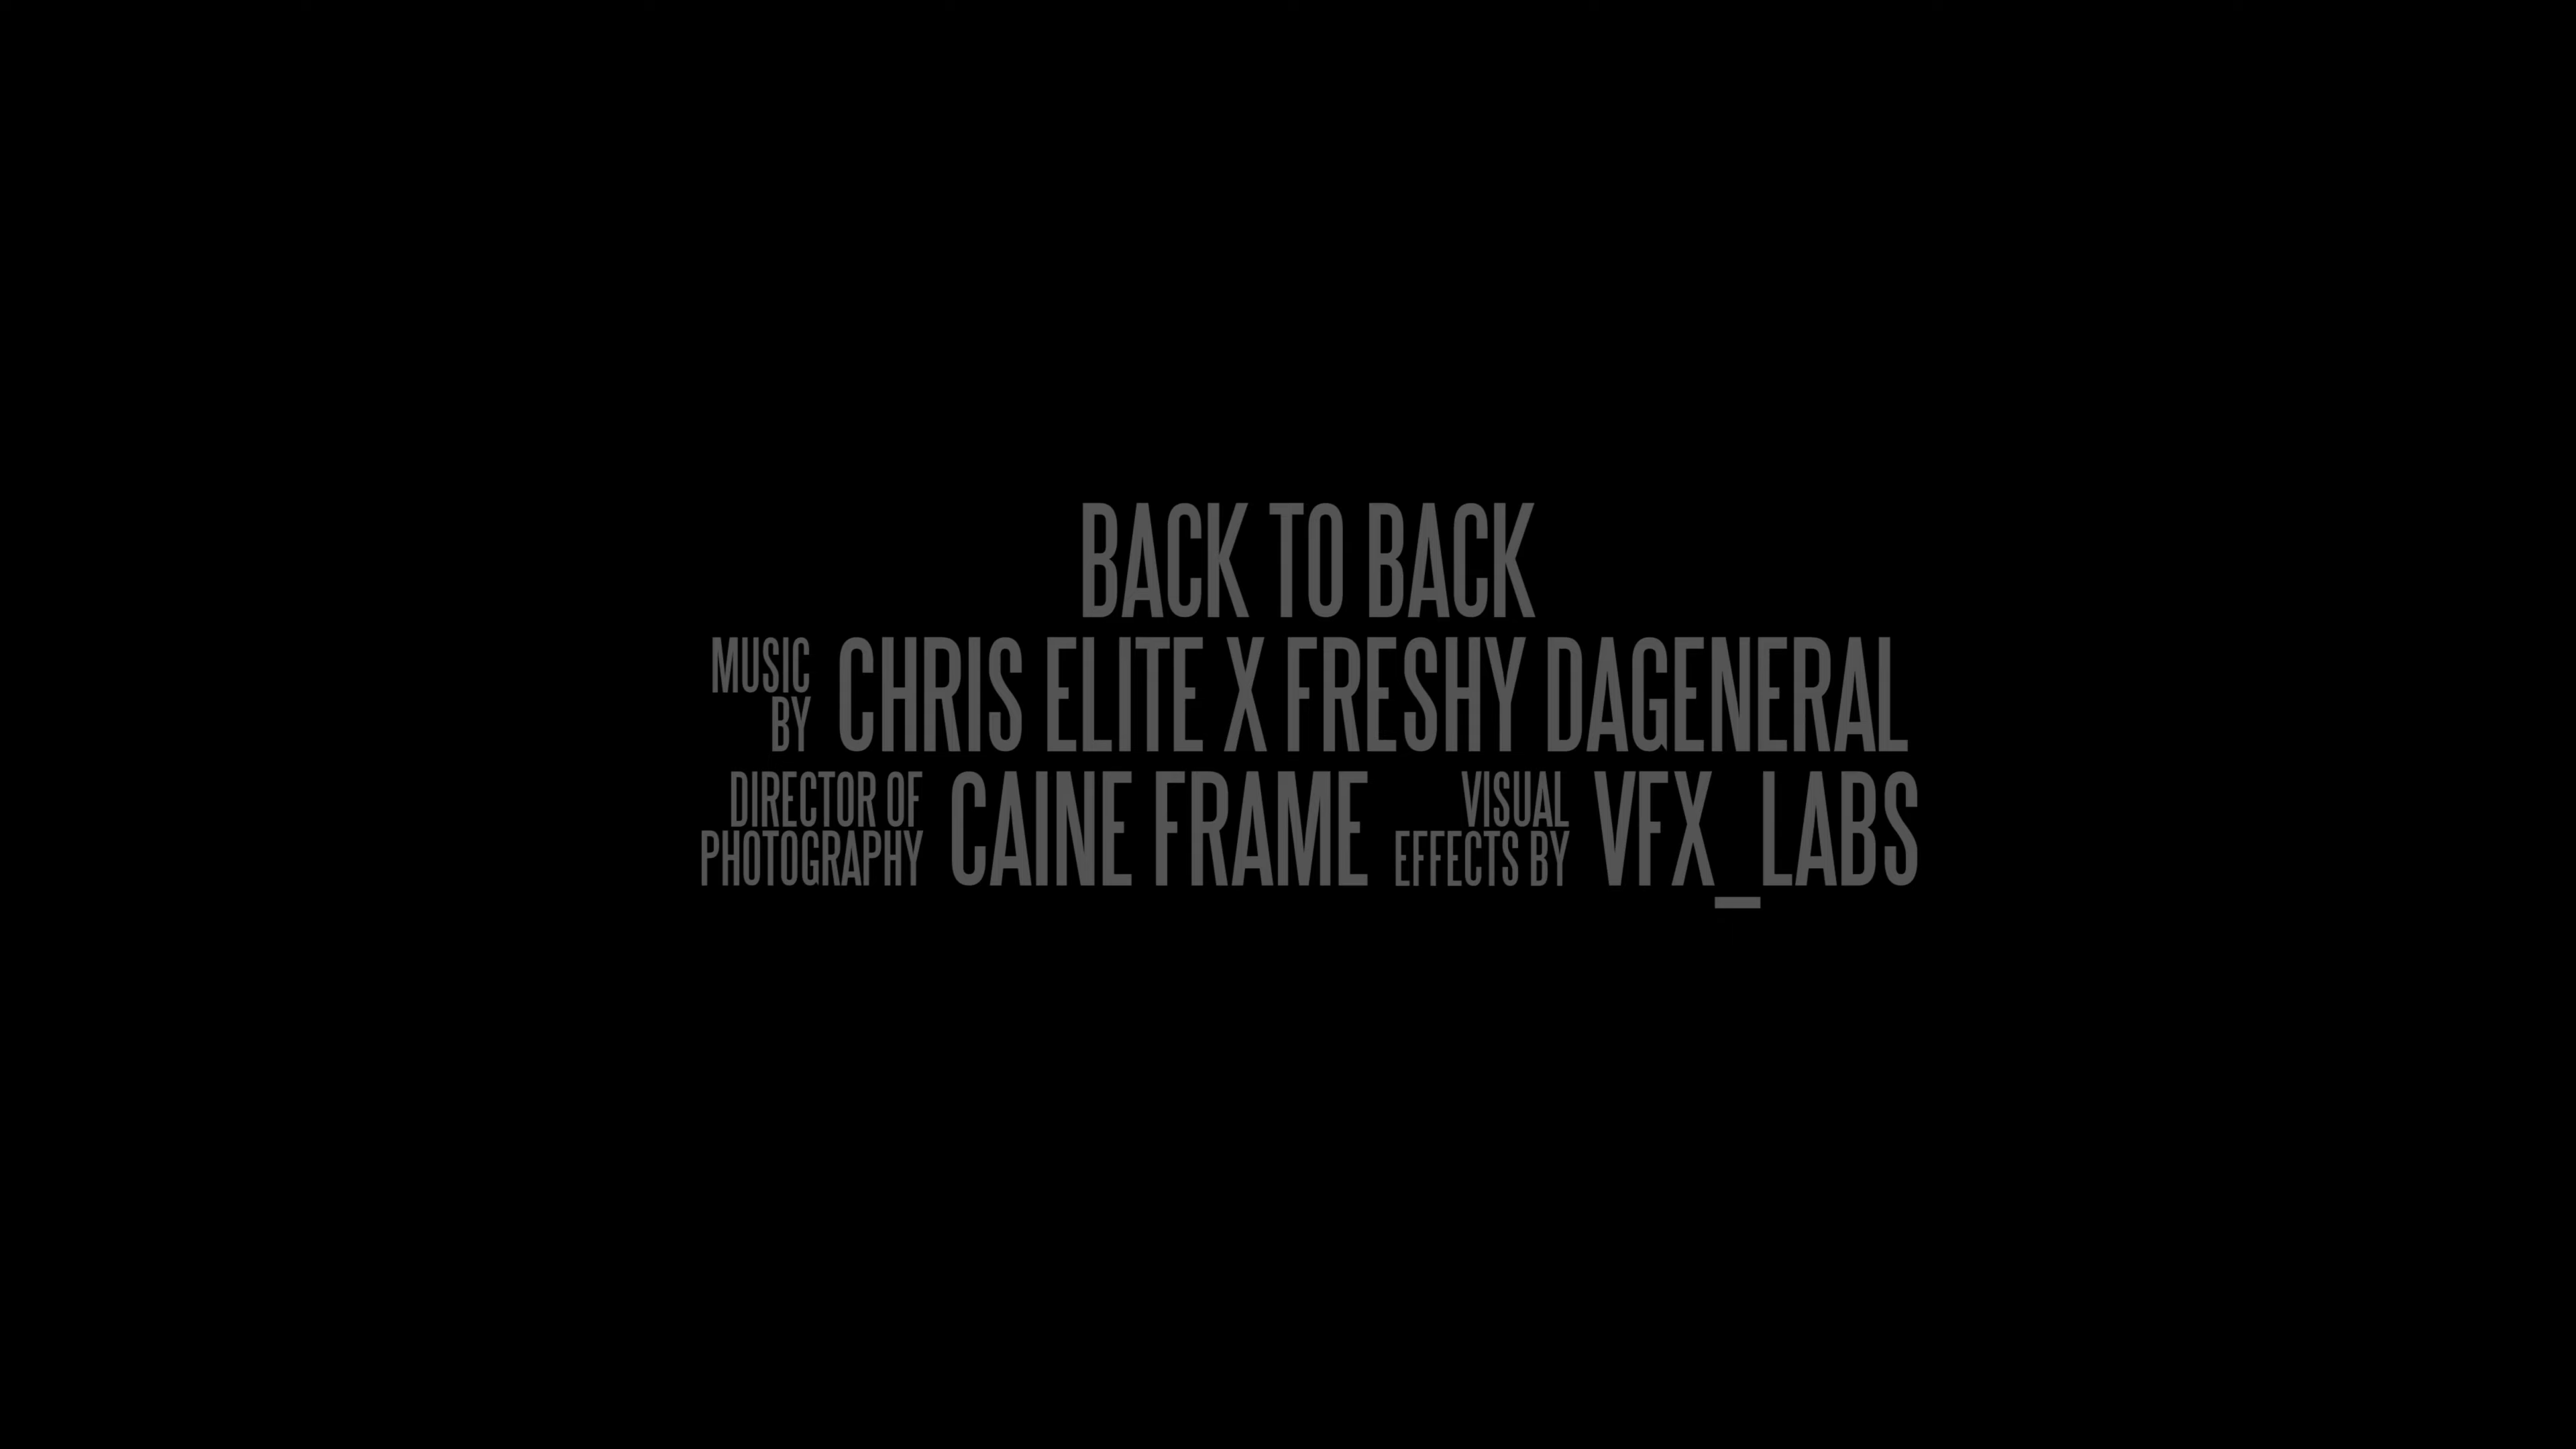 BACK TO BACK
MUSIC BY CHRIS ELITE X FRESHY DAGENERAL
DIRECTOR OF PHOTOGRAPHY CAINE FRAME VISUAL EFFECTS BY VFX_LABS